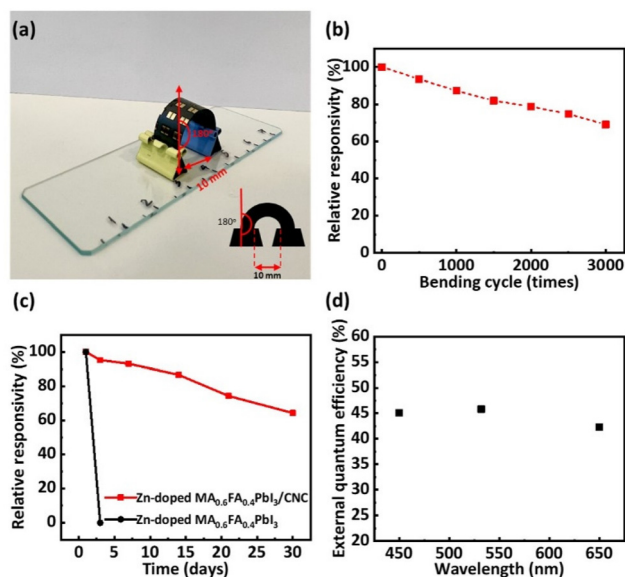 (a)
180°
10 mm
180°
10 mm
(b)
Relative responsivity (%)
100
80
60
40
20
0
0 1000 2000 3000
Bending cycle (times)
(c)
Relative responsivity (%)
100
80
60
40
20
0
Zn-doped MA0.6FA0.4PbI3/CNC
Zn-doped MA0.6FA0.4PbI3
0 5 10 15 20 25 30
Time (days)
(d)
External quantum efficiency (%)
60
55
50
45
40
35
30
25
20
450 500 550 600 650
Wavelength (nm)